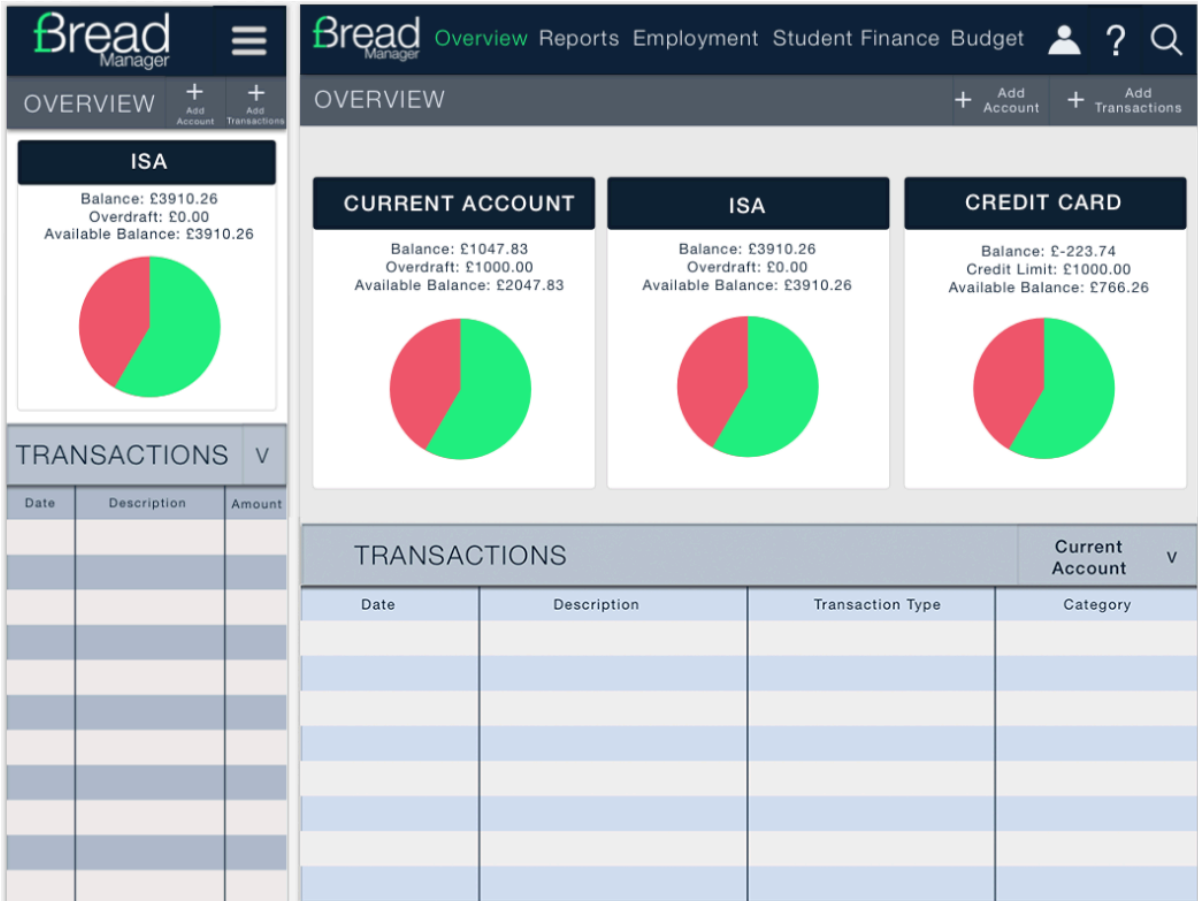 Bread
Manager
OVERVIEW
+ Add Account
+ Add Transactions
ISA
Balance: £3910.26
Overdraft: £0.00
Available Balance: £3910.26
TRANSACTIONS V
Date Description Amount
Bread
Manager
Overview Reports Employment Student Finance Budget ?
OVERVIEW
+ Add Account
+ Add Transactions
CURRENT ACCOUNT
Balance: £1047.83
Overdraft: £1000.00
Available Balance: £2047.83
ISA
Balance: £3910.26
Overdraft: £0.00
Available Balance: £3910.26
CREDIT CARD
Balance: £-223.74
Credit Limit: £1000.00
Available Balance: £766.26
TRANSACTIONS
Current
Account
V
Date Description Transaction Type Category